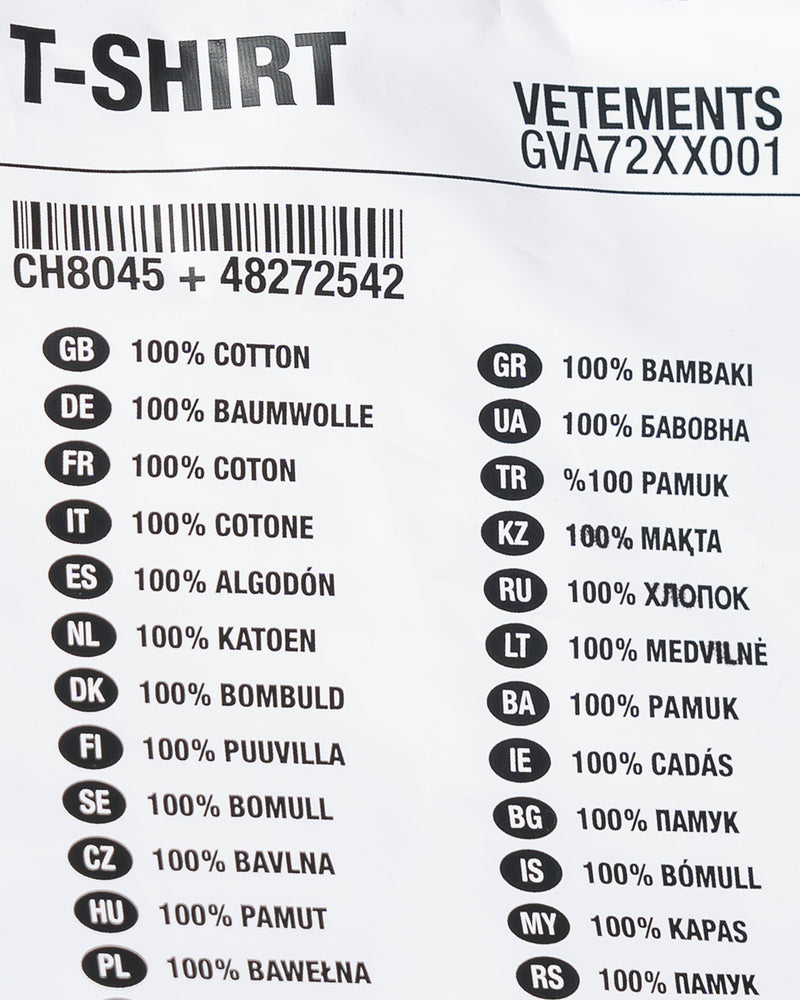 T-SHIRT
VETEMENTS
GVA72XX001
CH8045 + 48272542
GB 100% COTTON
DE 100% BAUMWOLLE
FR 100% COTON
IT 100% COTONE
ES 100% ALGODÓN
NL 100% KATOEN
DK 100% BOMBULD
FI 100% PUUVILLA
SE 100% BOMULL
CZ 100% BAVLNA
HU 100% PAMUT
PL 100% BAWEŁNA
GR 100% BAMBAKI
UA 100% БАВОВНА
TR %100 PAMUK
KZ 100% МАҚТА
RU 100% ХЛОПОК
LT 100% MEDVILNĖ
BA 100% PAMUK
IE 100% CADÁS
BG 100% ПАМУК
IS 100% BÓMULL
MY 100% KAPAS
RS 100% ПАМУК